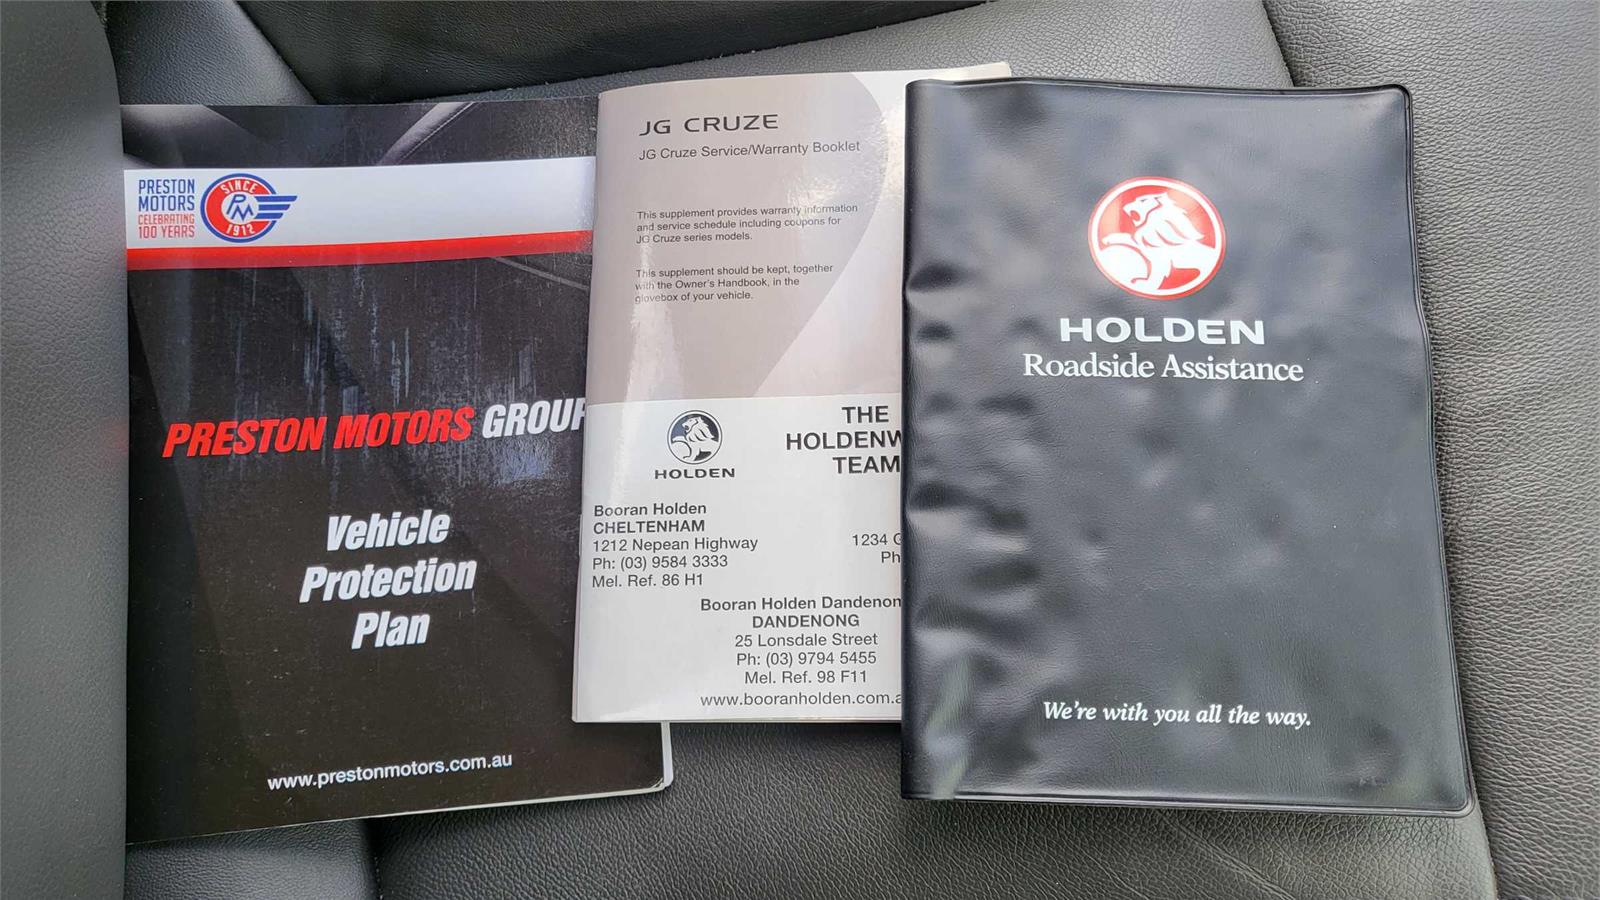 PRESTON
MOTORS
CELEBRATING
100 YEARS
SINCE
PM
1912
PRESTON MOTORS GROUP
Vehicle
Protection
Plan
www.prestonmotors.com.au
JG CRUZE
JG Cruze Service/Warranty Booklet
This supplement provides warranty information
and service schedule including coupons for
JG Cruze series models.
This supplement should be kept, together
with the Owner's Handbook, in the
glovebox of your vehicle.
HOLDEN
THE
HOLDENW
TEAM
Booran Holden
CHELTENHAM
1212 Nepean Highway
Ph: (03) 9584 3333
Mel. Ref. 86 H1
1234
Ph
Booran Holden Dandenon
DANDENONG
25 Lonsdale Street
Ph: (03) 9794 5455
Mel. Ref. 98 F11
www.booranholden.com.a
HOLDEN
Roadside Assistance
We're with you all the way.